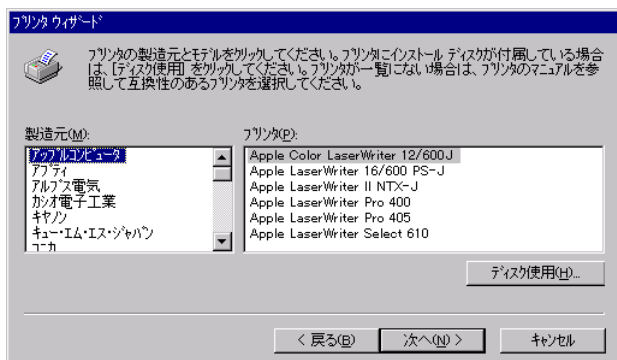 プリンタ ウィザード
プリンタの製造元とモデルをクリックしてください。プリンタにインストール ディスクが付属している場合
は、[ディスク使用] をクリックしてください。プリンタが一覧にない場合は、プリンタのマニュアルを参
照して互換性のあるプリンタを選択してください。
製造元(M):
アップルコンピュータ
アプティ
アルプス電気
カシオ電子工業
キヤノン
キュー・エム・エス・ジャパン
コニカ
プリンタ(P):
Apple Color LaserWriter 12/600J
Apple LaserWriter 16/600 PS-J
Apple LaserWriter II NTX-J
Apple LaserWriter Pro 400
Apple LaserWriter Pro 405
Apple LaserWriter Select 610
ディスク使用(H)...
< 戻る(B)
次へ(N) >
キャンセル